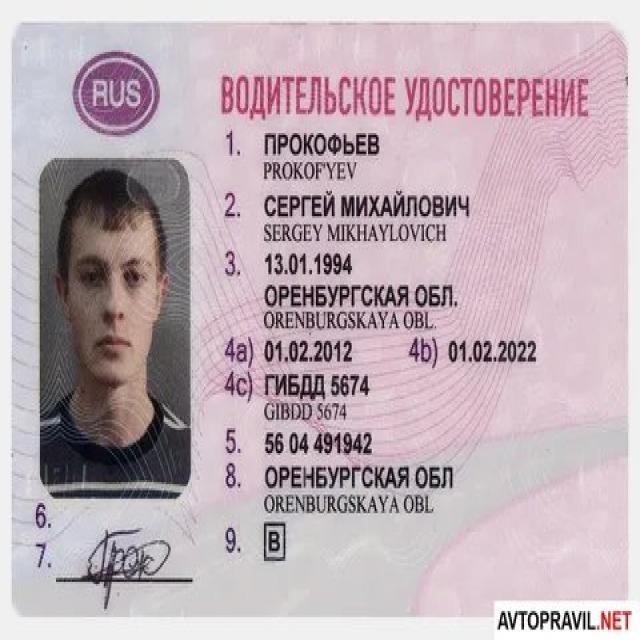 RUS
ВОДИТЕЛЬСКОЕ УДОСТОВЕРЕНИЕ
1. ПРОКОФЬЕВ
PROKOF'YEV
2. СЕРГЕЙ МИХАЙЛОВИЧ
SERGEY MIKHAYLOVICH
3. 13.01.1994
ОРЕНБУРГСКАЯ ОБЛ.
ORENBURGSKAYA OBL.
4a) 01.02.2012 4b) 01.02.2022
4c) ГИБДД 5674
GIBDD 5674
5. 56 04 491942
8. ОРЕНБУРГСКАЯ ОБЛ
ORENBURGSKAYA OBL
6.
7.
9. B
AVTOPRAVIL.NET